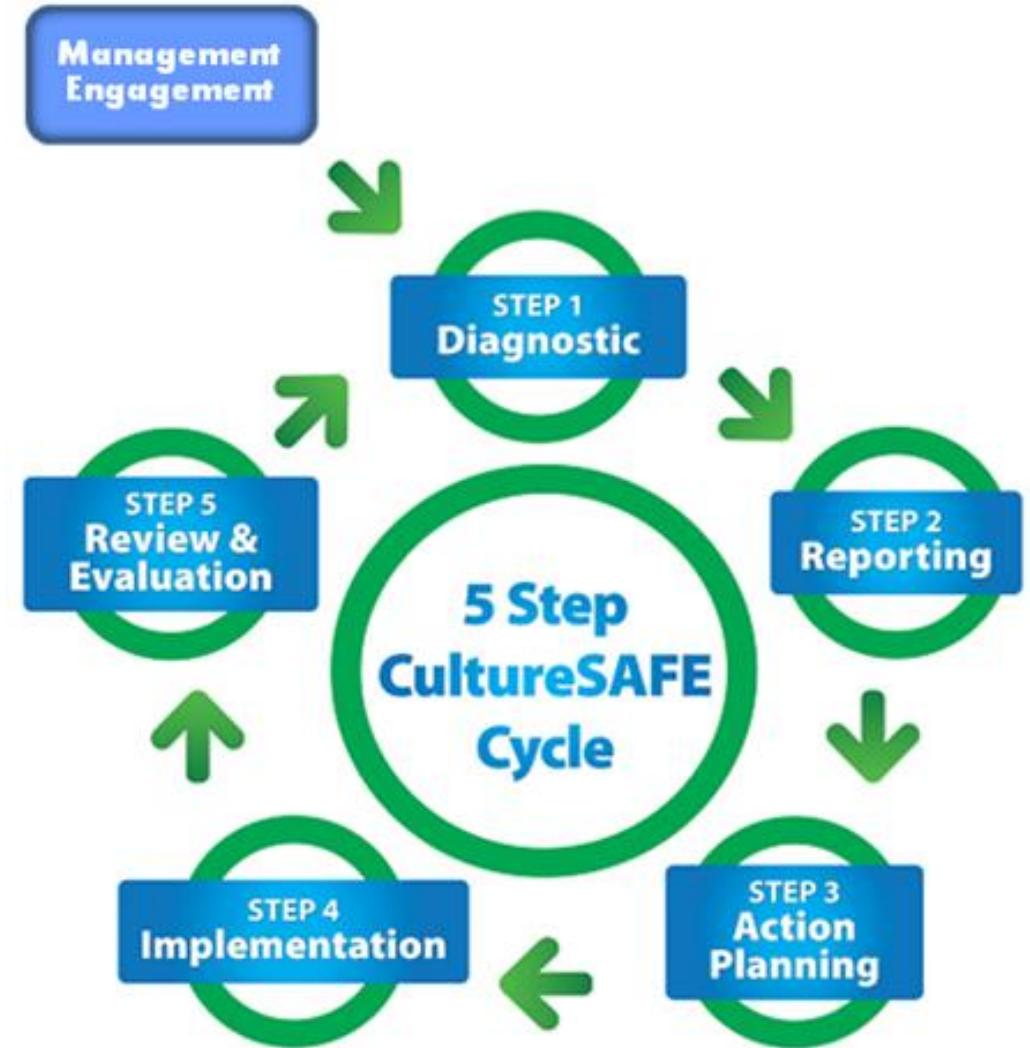 Management
Engagement
STEP 1
Diagnostic
STEP 2
Reporting
STEP 3
Action
Planning
STEP 4
Implementation
STEP 5
Review &
Evaluation
5 Step
CultureSAFE
Cycle